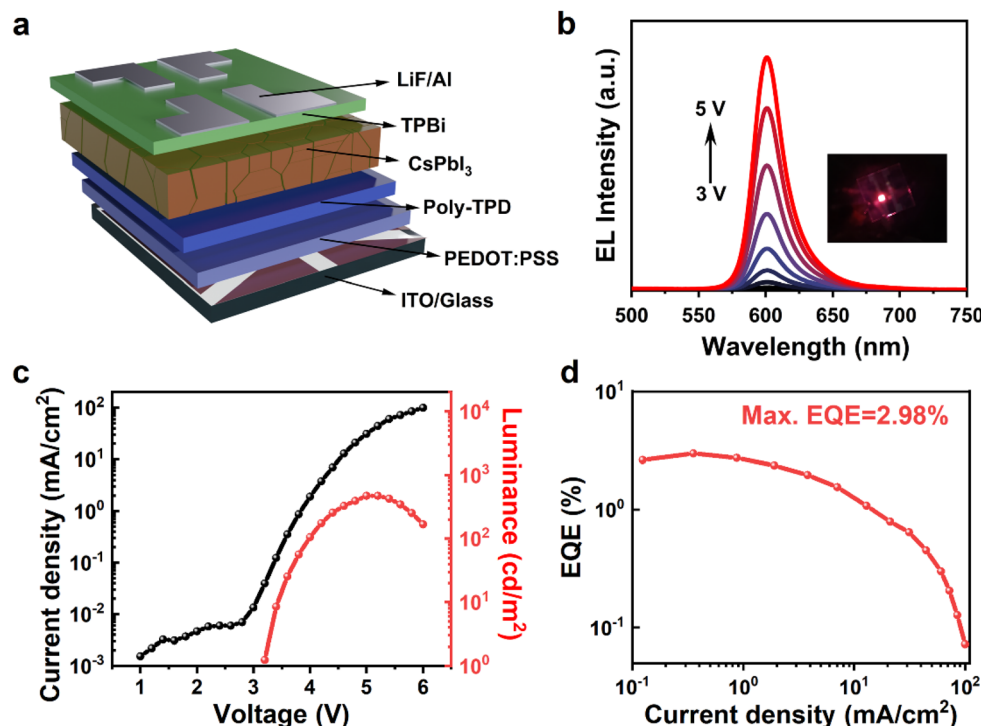 a
LiF/Al
TPBi
CsPbI₃
Poly-TPD
PEDOT:PSS
ITO/Glass
b
EL Intensity (a.u.)
5 V
3 V
500 550 600 650 700 750
Wavelength (nm)
c
Current density (mA/cm²)
10²
10¹
10⁰
10⁻¹
10⁻²
10⁻³
1 2 3 4 5 6
Voltage (V)
10⁴
10³
10²
10¹
10⁰
Luminance (cd/m²)
d
Max. EQE=2.98%
EQE (%)
10¹
10⁰
10⁻¹
10⁻¹ 10⁰ 10¹ 10²
Current density (mA/cm²)